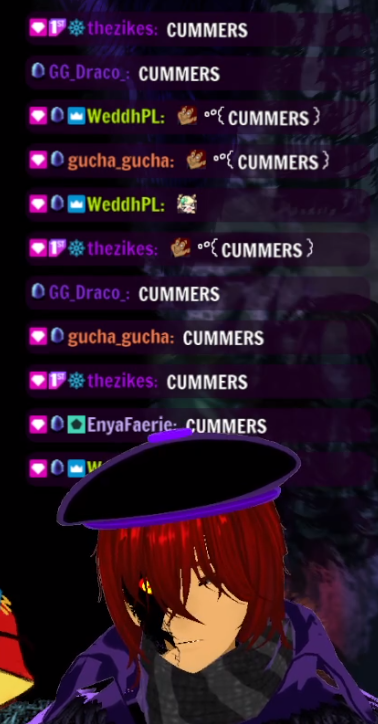 thezikes: CUMMERS
GG_Draco_: CUMMERS
WeddhPL: °°{ CUMMERS }
gucha_gucha: °°{ CUMMERS }
WeddhPL:
thezikes: °°{ CUMMERS }
GG_Draco_: CUMMERS
gucha_gucha: CUMMERS
thezikes: CUMMERS
EnyaFaerie: CUMMERS